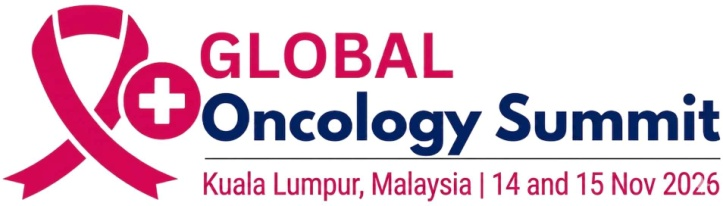 GLOBAL
Oncology Summit
Kuala Lumpur, Malaysia | 14 and 15 Nov 2026